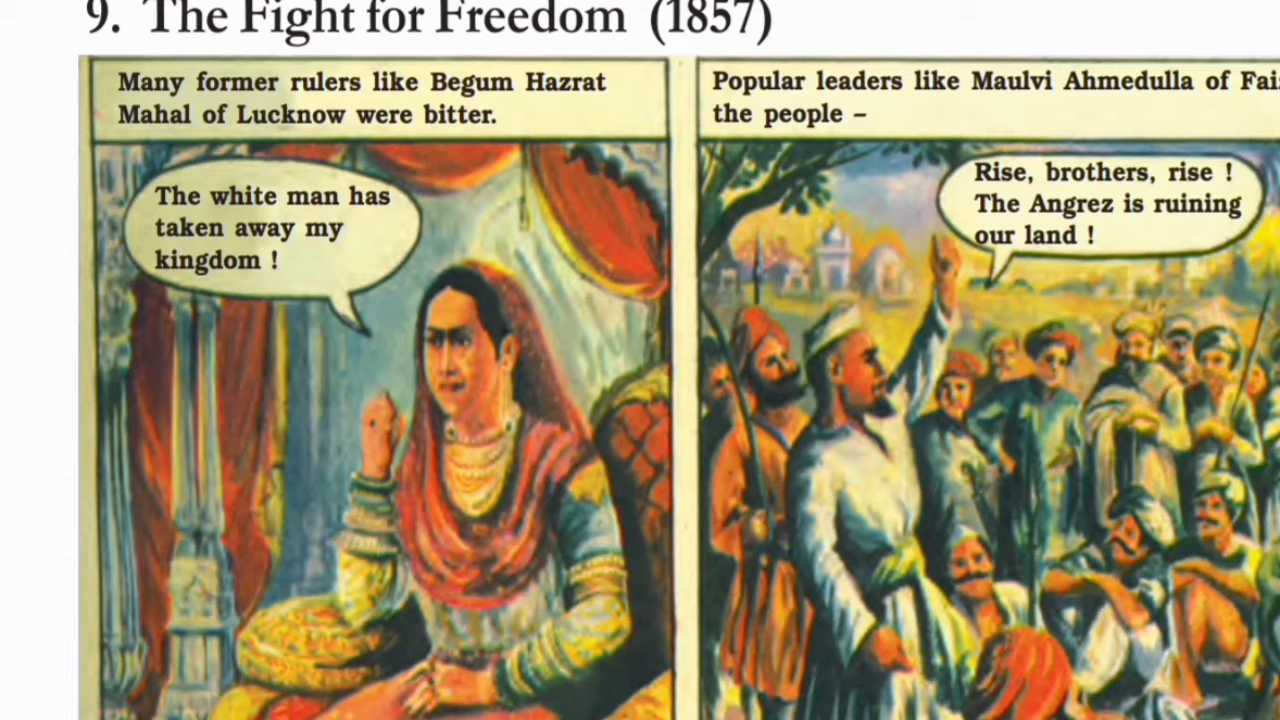 9. The Fight for Freedom (1857)
Many former rulers like Begum Hazrat
Mahal of Lucknow were bitter.
The white man has
taken away my
kingdom !
Popular leaders like Maulvi Ahmedulla of
the people –
Rise, brothers, rise !
The Angrez is ruining
our land !